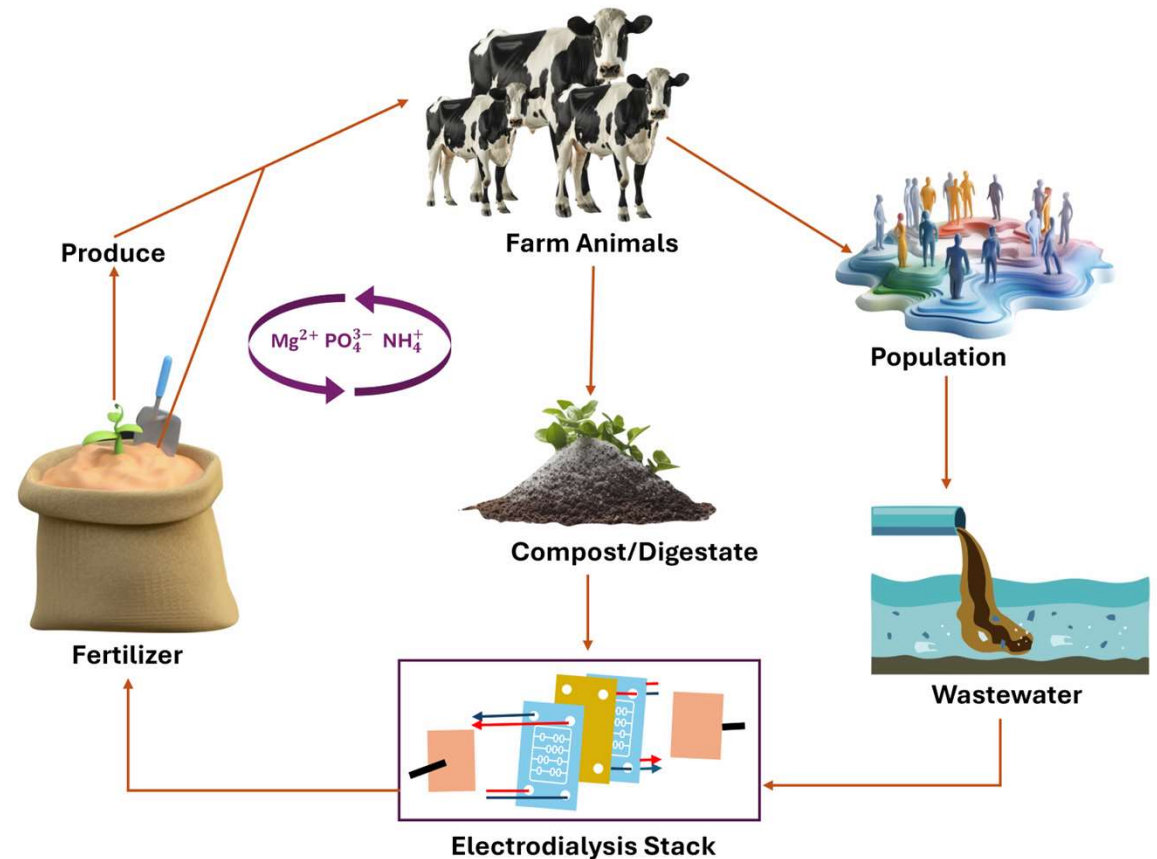 Farm Animals
Produce
Mg²⁺ PO₄³⁻ NH₄⁺
Population
Compost/Digestate
Fertilizer
Wastewater
Electrodialysis Stack